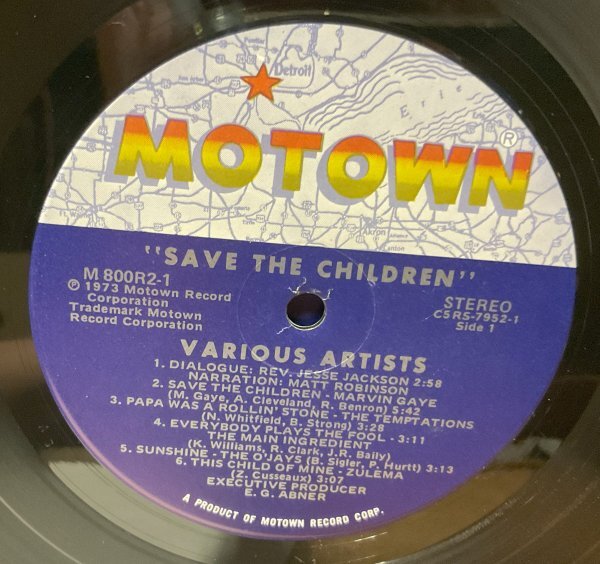 Detroit
Erie
MOTOWN®
Akron
Canton
"SAVE THE CHILDREN"
M 800R2-1
℗ 1973 Motown Record
Corporation
Trademark Motown
Record Corporation
STEREO
CSRS-7952-1
Side 1
VARIOUS ARTISTS
1. DIALOGUE: REV. JESSE JACKSON 2:58
NARRATION: MATT ROBINSON
2. SAVE THE CHILDREN - MARVIN GAYE
(M. Gaye, A. Cleveland, R. Benron) 5:42
3. PAPA WAS A ROLLIN' STONE - THE TEMPTATIONS
(N. Whitfield, B. Strong) 3:28
4. EVERYBODY PLAYS THE FOOL - 3:11
THE MAIN INGREDIENT
(K. Williams, R. Clark, J.R. Baily)
5. SUNSHINE - THE O'JAYS (B. Sigler, P. Hurtt) 3:13
6. THIS CHILD OF MINE - ZULEMA
(Z. Cusseaux) 3:07
EXECUTIVE PRODUCER
E. G. ABNER
A PRODUCT OF MOTOWN RECORD CORP.